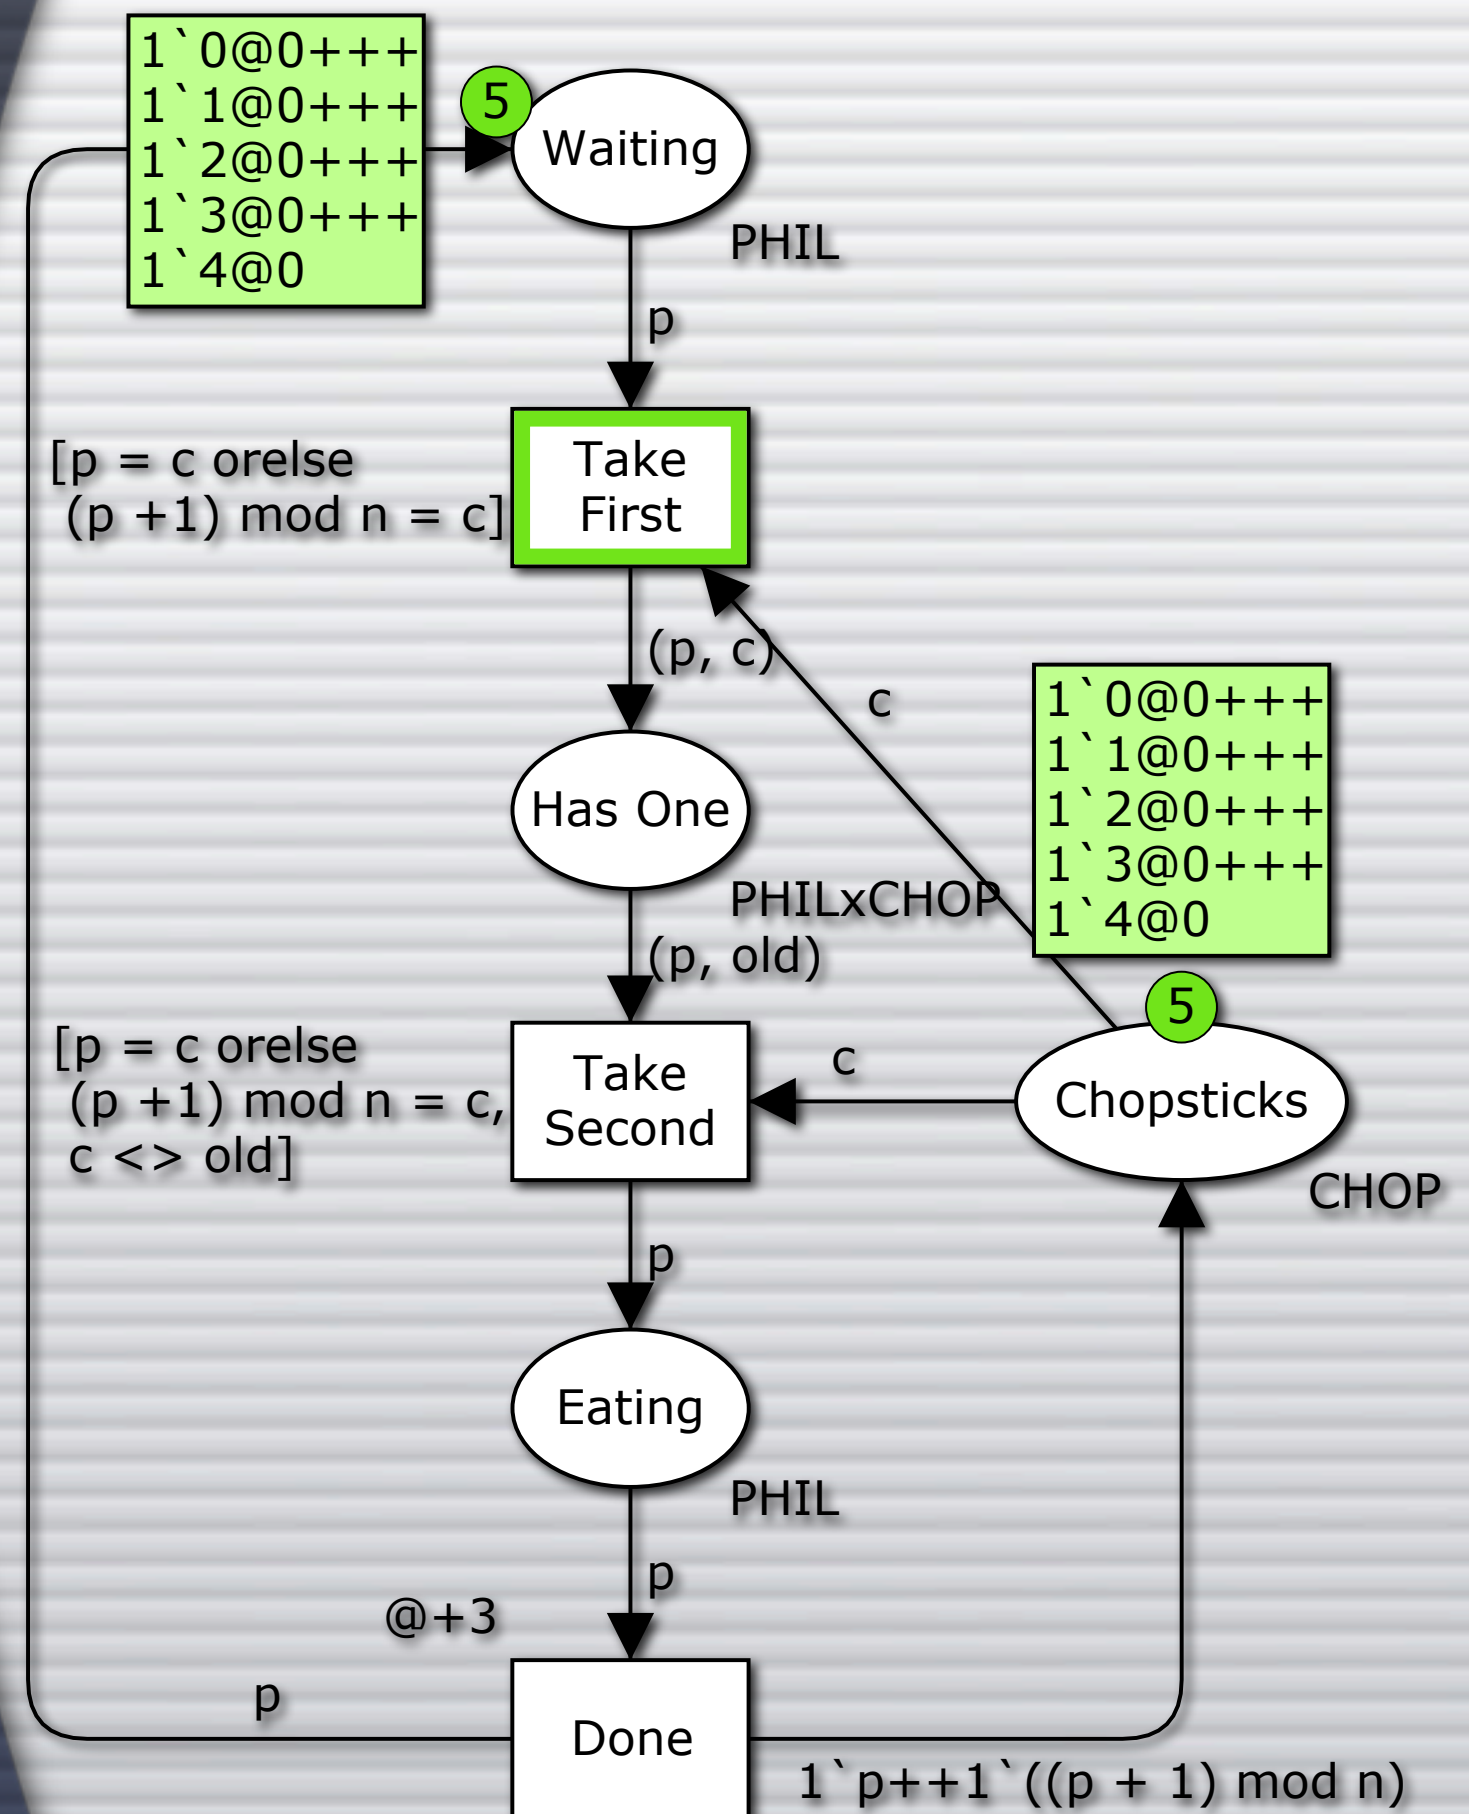 1`0@0+++
1`1@0+++
1`2@0+++
1`3@0+++
1`4@0
5
Waiting
PHIL
p
[p = c orelse
(p +1) mod n = c]
Take
First
(p, c)
c
1`0@0+++
1`1@0+++
1`2@0+++
1`3@0+++
1`4@0
Has One
PHILxCHOP
(p, old)
5
[p = c orelse
(p +1) mod n = c,
c <> old]
Take
Second
c
Chopsticks
CHOP
p
Eating
PHIL
p
@+3
p
Done
1`p++1`((p + 1) mod n)